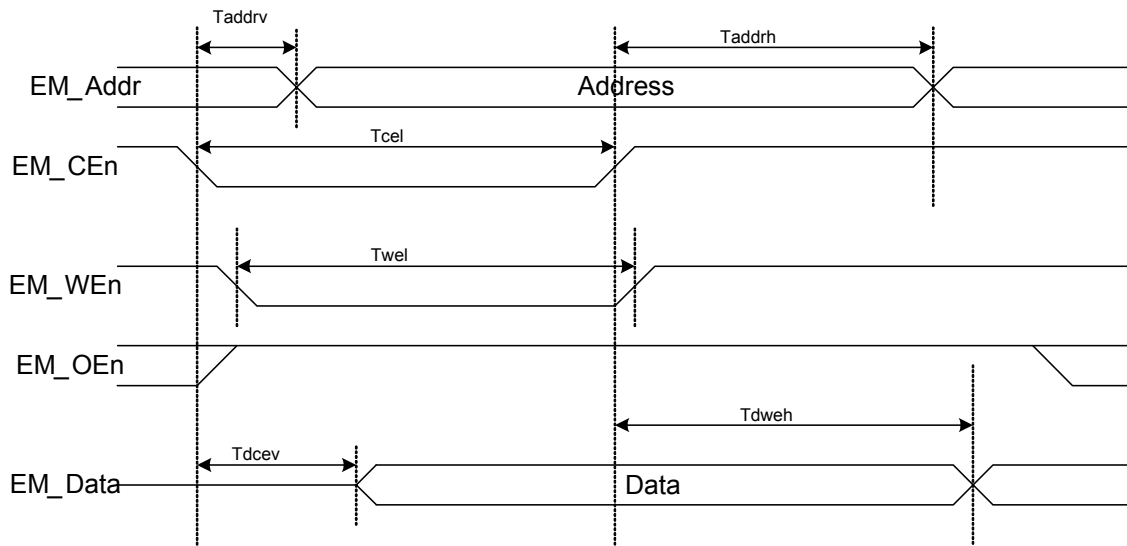 Taddrv
Taddrh
EM_Addr
Address
Tcel
EM_CEn
Twel
EM_WEn
EM_OEn
Tdweh
Tdcev
EM_Data
Data